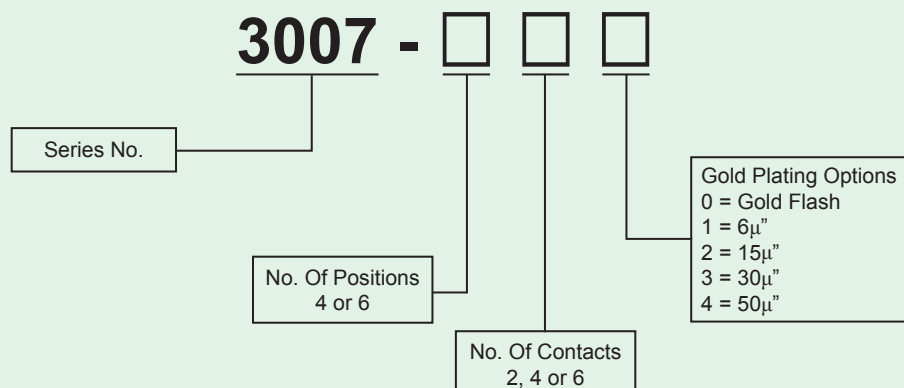 3007 - □ □ □
Series No.
Gold Plating Options
0 = Gold Flash
1 = 6μ”
2 = 15μ”
3 = 30μ”
4 = 50μ”
No. Of Positions
4 or 6
No. Of Contacts
2, 4 or 6